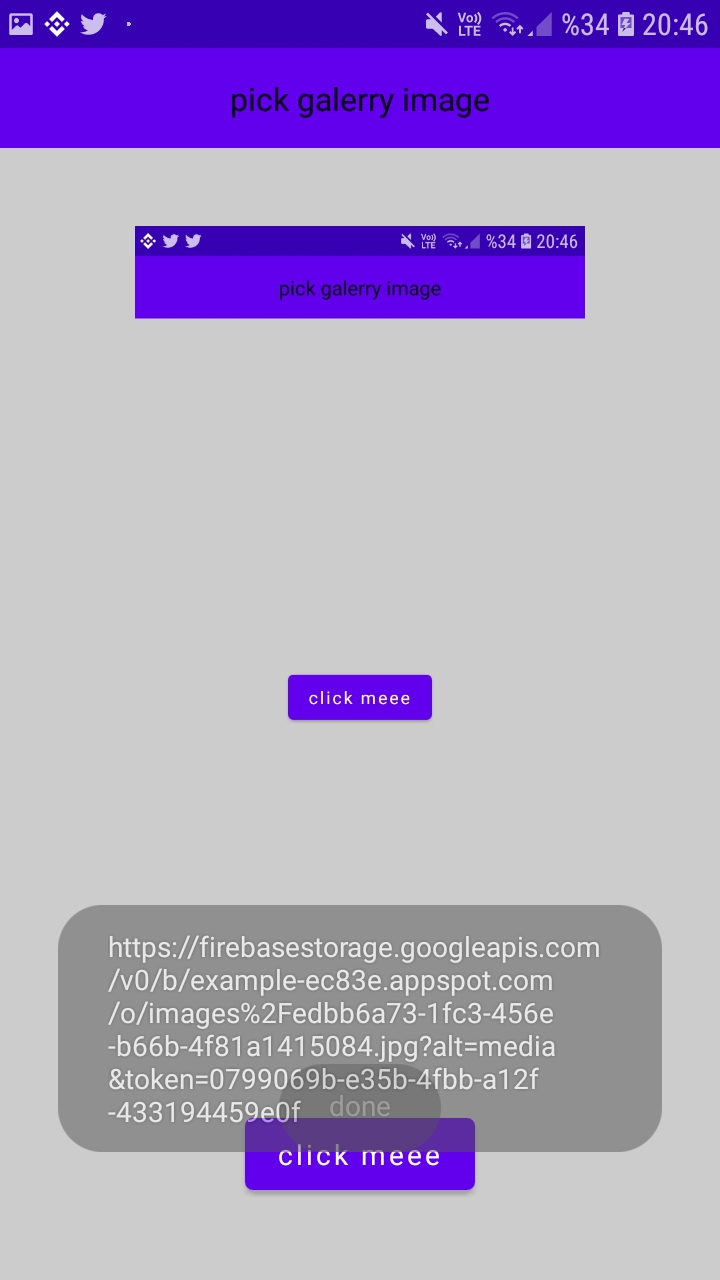 Vo)) LTE %34 20:46
pick galerry image
Vo)) LTE %34 20:46
pick galerry image
click meee
https://firebasestorage.googleapis.com
/v0/b/example-ec83e.appspot.com
/o/images%2Fedbb6a73-1fc3-456e
-b66b-4f81a1415084.jpg?alt=media
&token=0799069b-e35b-4fbb-a12f
-433194459e0f
done
click meee